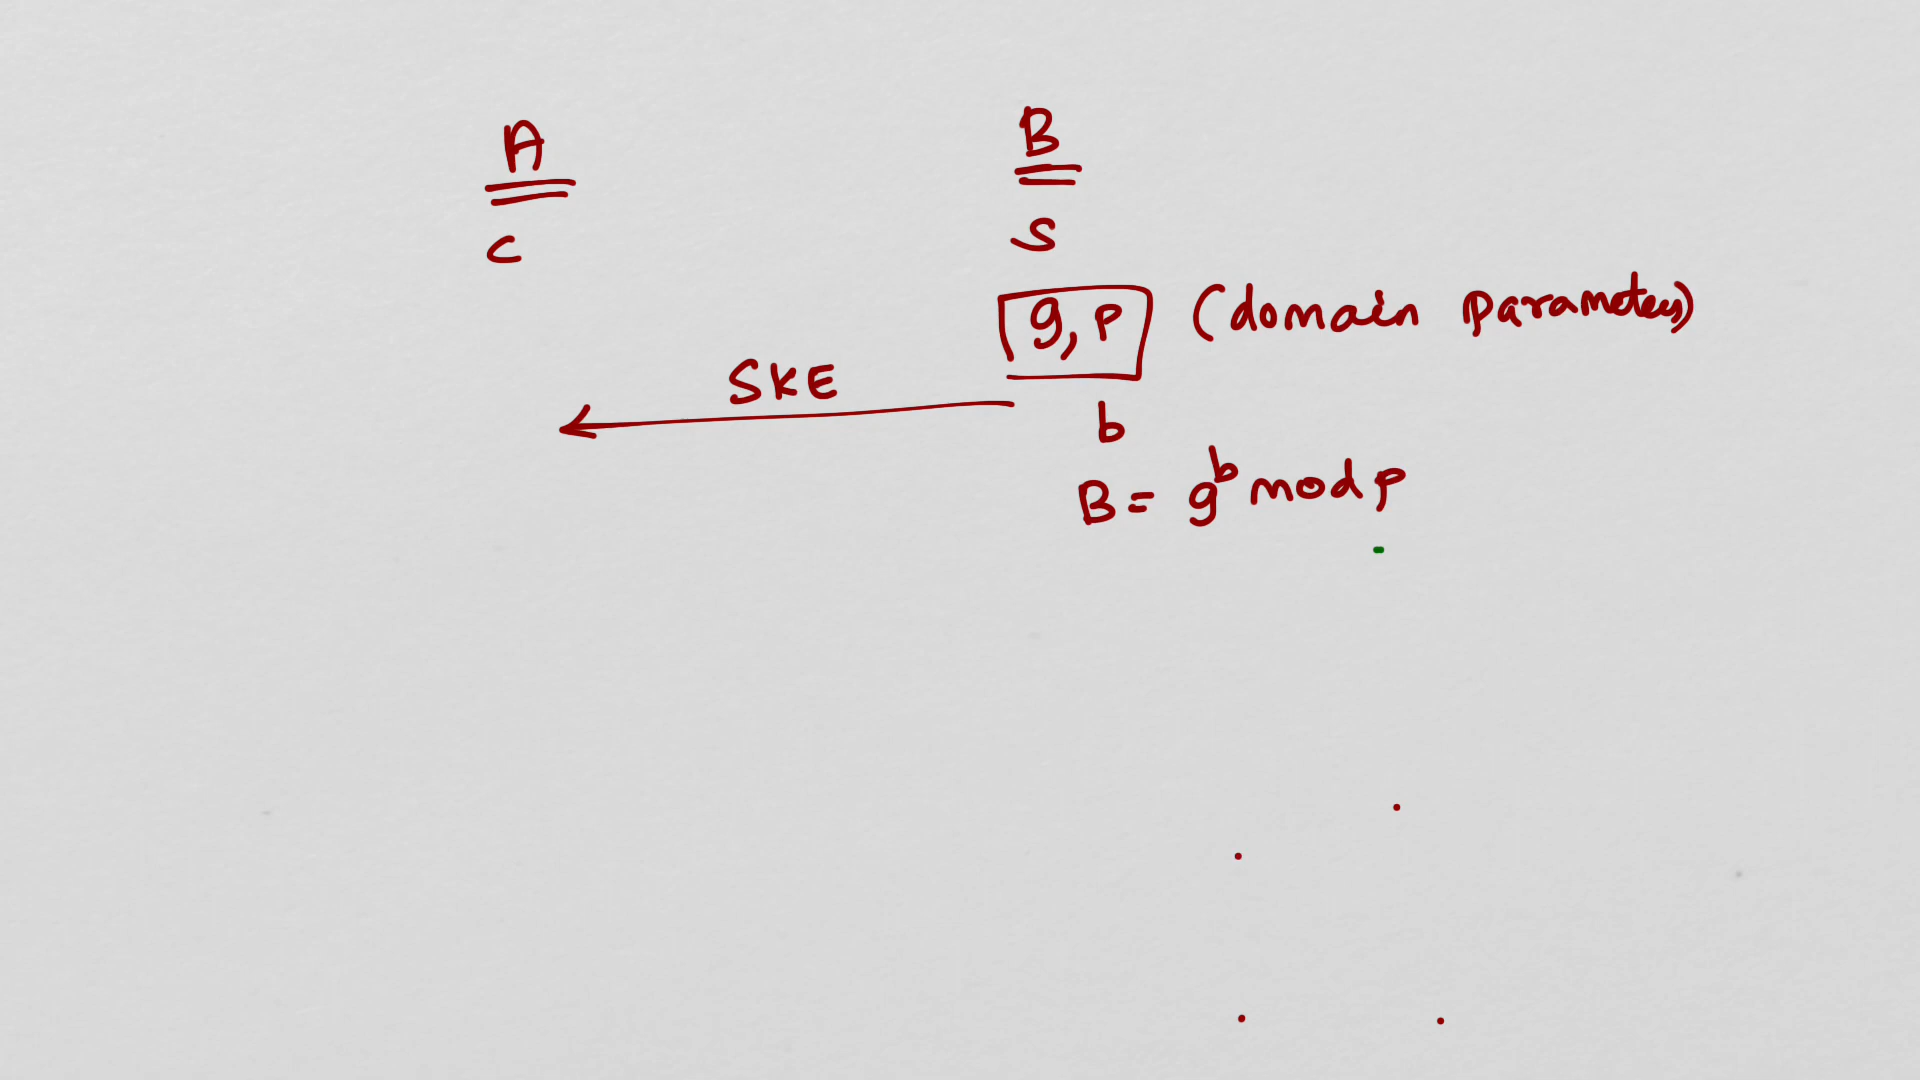 A B
C S
g, p (domain parameters)
SKE
b
B = g^b mod p